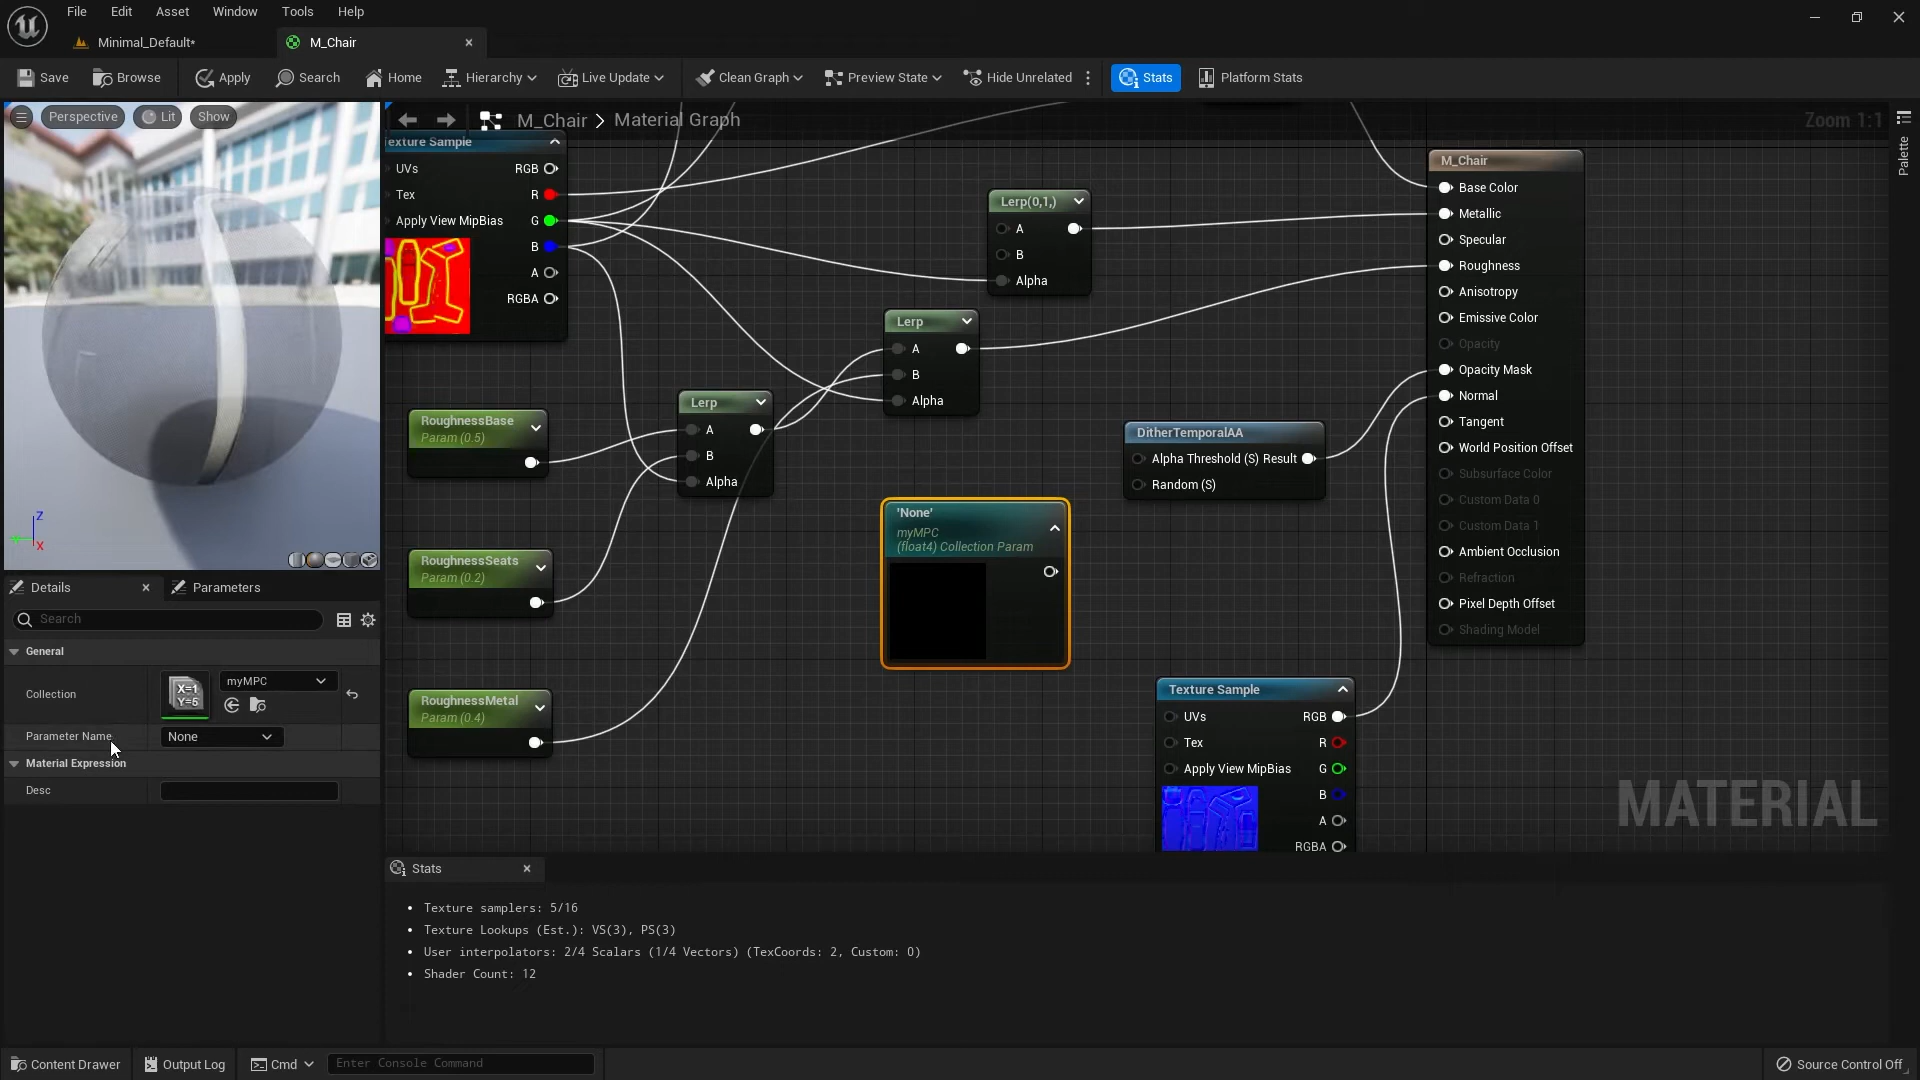 File Edit Asset Window Tools Help
Minimal_Default*
M_Chair
Save Browse Apply Search Home Hierarchy Live Update Clean Graph Preview State Hide Unrelated Stats Platform Stats
Perspective Lit Show
M_Chair > Material Graph
Zoom 1:1
Palette
Texture Sample
UVs RGB
Tex R
Apply View MipBias G
B
A
RGBA
Lerp(0,1,)
A
B
Alpha
Lerp
A
B
Alpha
Lerp
A
B
Alpha
RoughnessBase
Param (0.5)
RoughnessSeats
Param (0.2)
RoughnessMetal
Param (0.4)
'None'
myMPC
(float4) Collection Param
DitherTemporalAA
Alpha Threshold (S) Result
Random (S)
Texture Sample
UVs RGB
Tex R
Apply View MipBias G
B
A
RGBA
M_Chair
Base Color
Metallic
Specular
Roughness
Anisotropy
Emissive Color
Opacity
Opacity Mask
Normal
Tangent
World Position Offset
Subsurface Color
Custom Data 0
Custom Data 1
Ambient Occlusion
Refraction
Pixel Depth Offset
Shading Model
MATERIAL
Z
X
Details Parameters
Search
General
Collection
X=1
Y=5
myMPC
Parameter Name None
Material Expression
Desc
Stats
Texture samplers: 5/16
Texture Lookups (Est.): VS(3), PS(3)
User interpolators: 2/4 Scalars (1/4 Vectors) (TexCoords: 2, Custom: 0)
Shader Count: 12
Content Drawer Output Log Cmd Enter Console Command Source Control Off